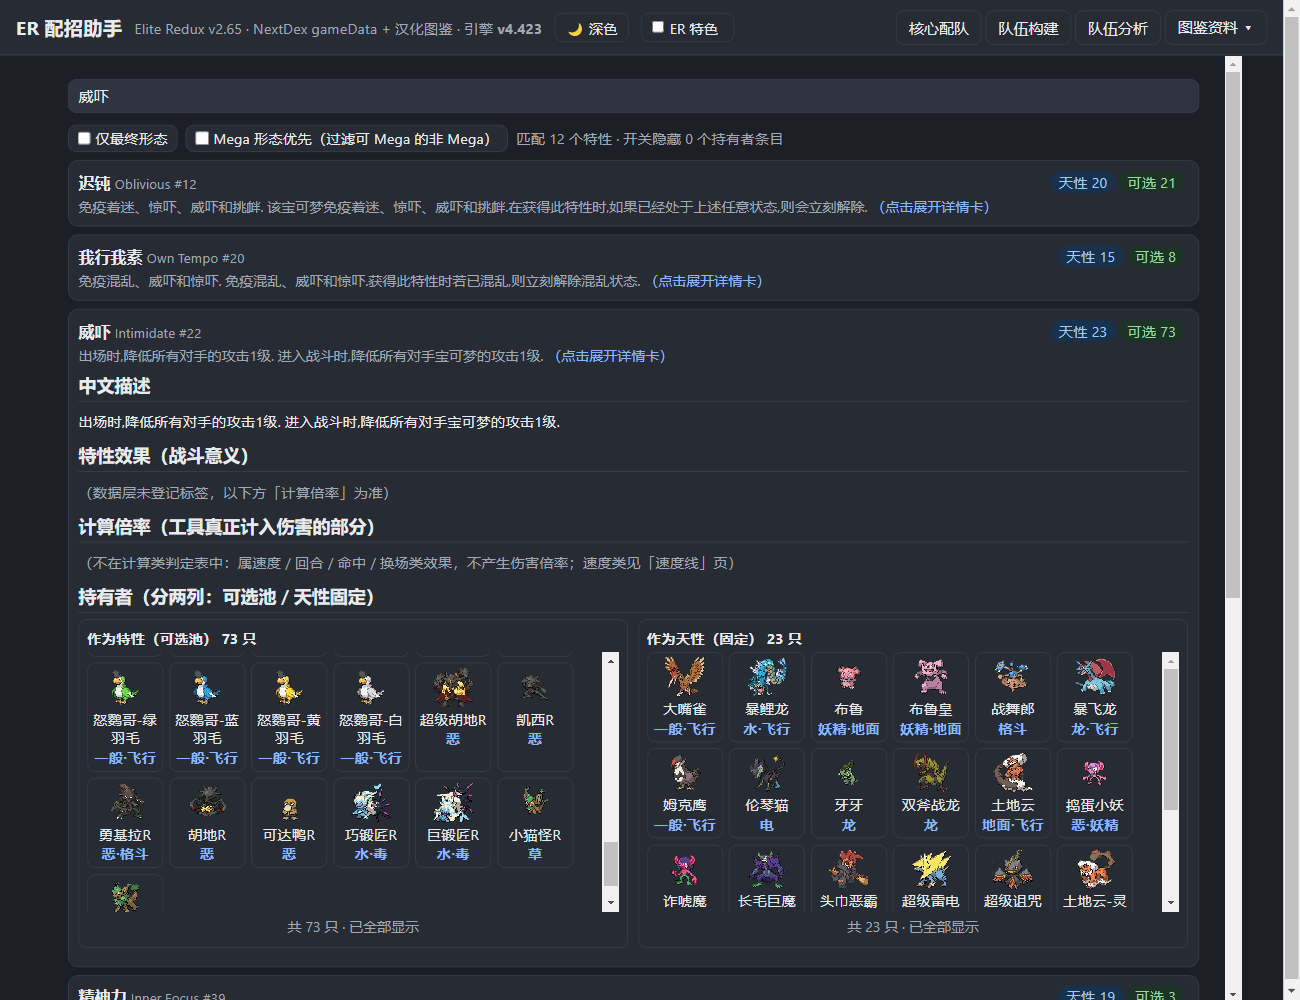 ER 配招助手 Elite Redux v2.65 · NextDex gameData + 汉化图鉴 · 引擎 v4.423 深色 ER 特色 核心配队 队伍构建 队伍分析 图鉴资料
威吓
仅最终形态 Mega 形态优先（过滤可 Mega 的非 Mega） 匹配 12 个特性 · 开关隐藏 0 个持有者条目
迟钝 Oblivious #12 天性 20 可选 21
免疫着迷、惊吓、威吓和挑衅. 该宝可梦免疫着迷、惊吓、威吓和挑衅.在获得此特性时,如果已经处于上述任意状态,则会立刻解除. （点击展开详情卡）
我行我素 Own Tempo #20 天性 15 可选 8
免疫混乱、威吓和惊吓. 免疫混乱、威吓和惊吓.获得此特性时若已混乱,则立刻解除混乱状态. （点击展开详情卡）
威吓 Intimidate #22 天性 23 可选 73
出场时,降低所有对手的攻击1级. 进入战斗时,降低所有对手宝可梦的攻击1级. （点击展开详情卡）
中文描述
出场时,降低所有对手的攻击1级. 进入战斗时,降低所有对手宝可梦的攻击1级.
特性效果（战斗意义）
（数据层未登记标签，以下方「计算倍率」为准）
计算倍率（工具真正计入伤害的部分）
（不在计算类判定表中：属速度 / 回合 / 命中 / 换场类效果，不产生伤害倍率；速度类见「速度线」页）
持有者（分两列：可选池 / 天性固定）
作为特性（可选池） 73 只
怒鹦哥-绿羽毛 怒鹦哥-蓝羽毛 怒鹦哥-黄羽毛 怒鹦哥-白羽毛 超级胡地R 凯西R
一般·飞行 一般·飞行 一般·飞行 一般·飞行 恶 恶
勇基拉R 胡地R 可达鸭R 巧锻匠R 巨锻匠R 小猫怪R
恶·格斗 恶 恶 水·毒 水·毒 草
共 73 只 · 已全部显示
作为天性（固定） 23 只
大嘴雀 暴鲤龙 布鲁 布鲁皇 战舞郎 暴飞龙
一般·飞行 水·飞行 妖精·地面 妖精·地面 格斗 龙·飞行
姆克鹰 伦琴猫 牙牙 双斧战龙 土地云 捣蛋小妖
一般·飞行 电 龙 龙 地面·飞行 恶·妖精
诈唬魔 长毛巨魔 头巾恶霸 超级雷电 超级诅咒 土地云-灵
共 23 只 · 已全部显示
精神力 Inner Focus #39 天性 19 可选 3